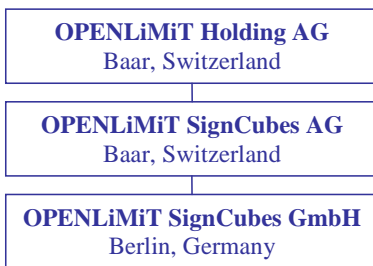 OPENLiMiT Holding AG
Baar, Switzerland
OPENLiMiT SignCubes AG
Baar, Switzerland
OPENLiMiT SignCubes GmbH
Berlin, Germany